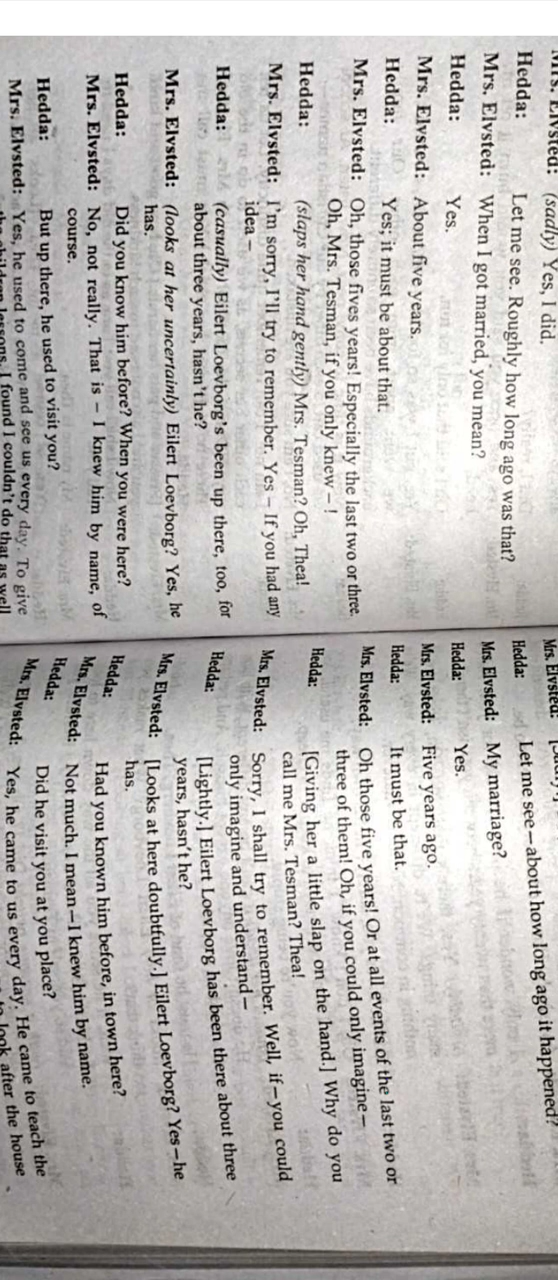 Mrs. Elvsted: (sadly) Yes, I did.
Hedda: Let me see. Roughly how long ago was that?
Mrs. Elvsted: When I got married, you mean?
Hedda: Yes.
Mrs. Elvsted: About five years.
Hedda: Yes; it must be about that.
Mrs. Elvsted: Oh, those fives years! Especially the last two or three.
Oh, Mrs. Tesman, if you only knew – !
Hedda: (slaps her hand gently) Mrs. Tesman? Oh, Thea!
Mrs. Elvsted: I'm sorry, I'll try to remember. Yes – If you had any
idea –
Hedda: (casually) Eilert Loevborg's been up there, too, for
about three years, hasn't he?
Mrs. Elvsted: (looks at her uncertainly) Eilert Loevborg? Yes, he
has.
Hedda: Did you know him before? When you were here?
Mrs. Elvsted: No, not really. That is – I knew him by name, of
course.
Hedda: But up there, he used to visit you?
Mrs. Elvsted: Yes, he used to come and see us every day. To give
the children lessons. I found I couldn't do that as well
Mrs. Elvsted:
Hedda: Let me see—about how long ago it happened?
Mrs. Elvsted: My marriage?
Hedda: Yes.
Mrs. Elvsted: Five years ago.
Hedda: It must be that.
Mrs. Elvsted: Oh those five years! Or at all events of the last two or
three of them! Oh, if you could only imagine—
Hedda: [Giving her a little slap on the hand.] Why do you
call me Mrs. Tesman? Thea!
Mrs. Elvsted: Sorry, I shall try to remember. Well, if—you could
only imagine and understand—
Hedda: [Lightly.] Eilert Loevborg has been there about three
years, hasn't he?
Mrs. Elvsted: [Looks at here doubtfully.] Eilert Loevborg? Yes—he
has.
Hedda: Had you known him before, in town here?
Mrs. Elvsted: Not much. I mean—I knew him by name.
Hedda: Did he visit you at you place?
Mrs. Elvsted: Yes, he came to us every day. He came to teach the
look after the house